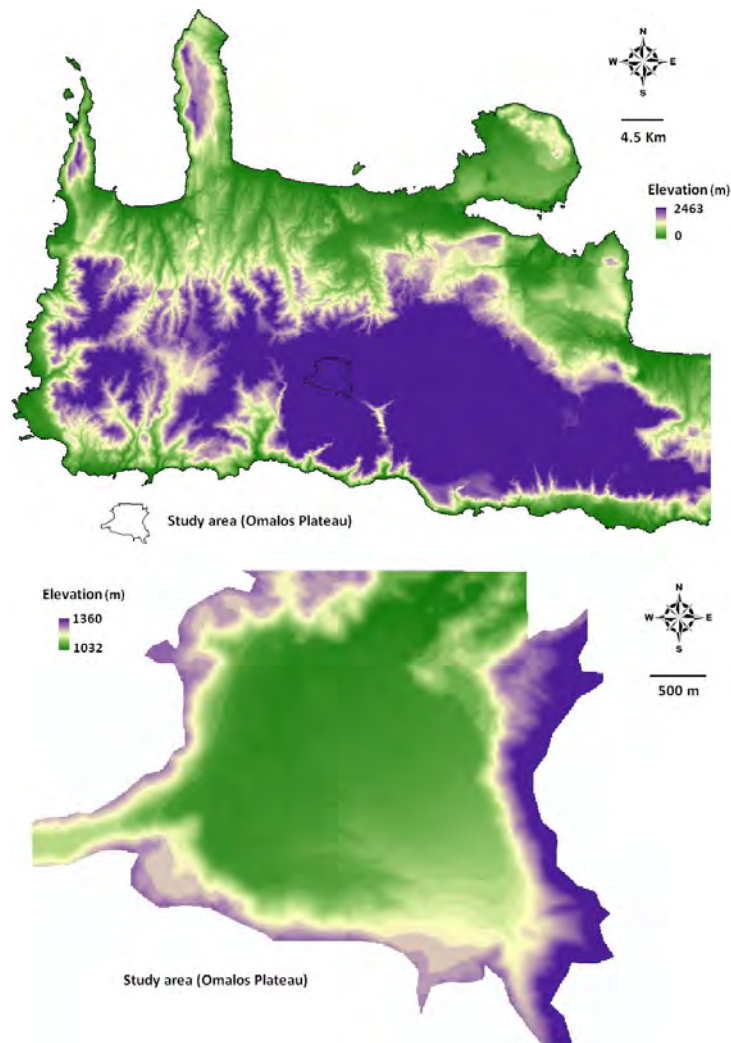 N
W E
S
4.5 Km
Elevation (m)
2463
0
Study area (Omalos Plateau)
Elevation (m)
1360
1032
N
W E
S
500 m
Study area (Omalos Plateau)